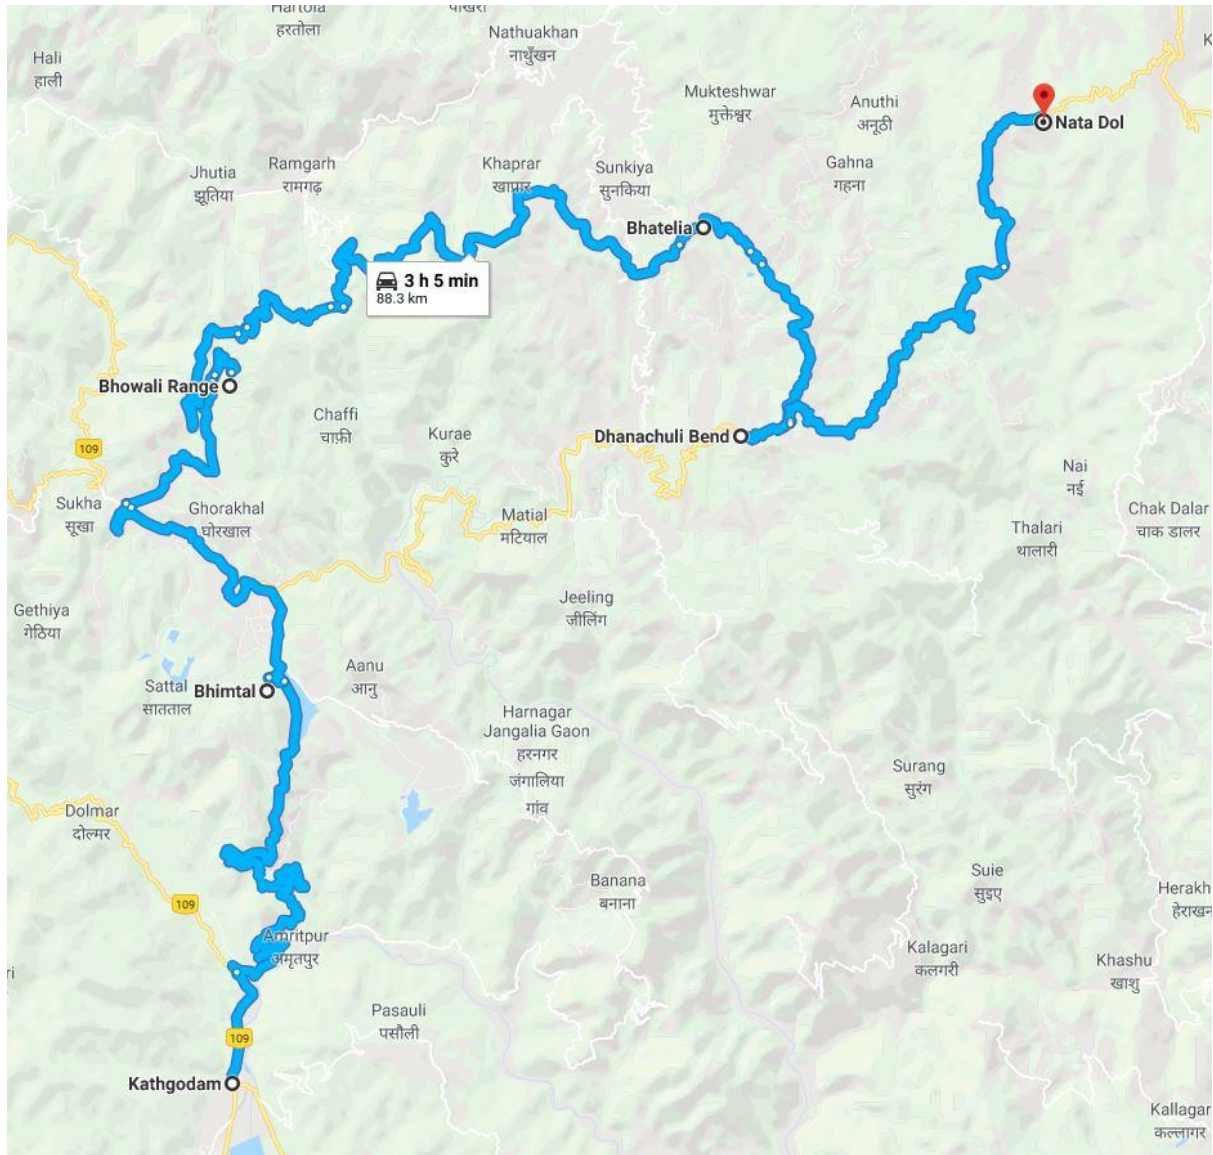 Hartola
हरतोला
पोखरी
Nathuakhan
नाथुँखन
Hali
हाली
Mukteshwar
मुक्तेश्वर
Anuthi
अनूठी
Nata Dol
Jhutia
झूतिया
Ramgarh
रामगढ़
Khaprar
खाप्रार
Sunkiya
सुनकिया
Gahna
गहना
Bhatelia
3 h 5 min
88.3 km
Bhowali Range
Chaffi
चाफ़ी
Kurae
कुरे
Dhanachuli Bend
109
Nai
नई
Sukha
सूखा
Ghorakhal
घोरखाल
Matial
मटियाल
Thalari
थालारी
Chak Dalar
चाक डालर
Gethiya
गेठिया
Jeeling
जीलिंग
Aanu
आनु
Sattal
सातताल
Bhimtal
Harnagar
Jangalia Gaon
हरनगर
जंगालिया
गांव
Surang
सुरंग
Dolmar
दोल्मर
Banana
बनाना
Suie
सुइए
Herakh
हेराखन
109
Amritpur
अमृतपुर
Kalagari
कलगरी
Khashu
खाशु
ri
Pasauli
पसौली
109
Kathgodam
Kallagar
कल्लागर